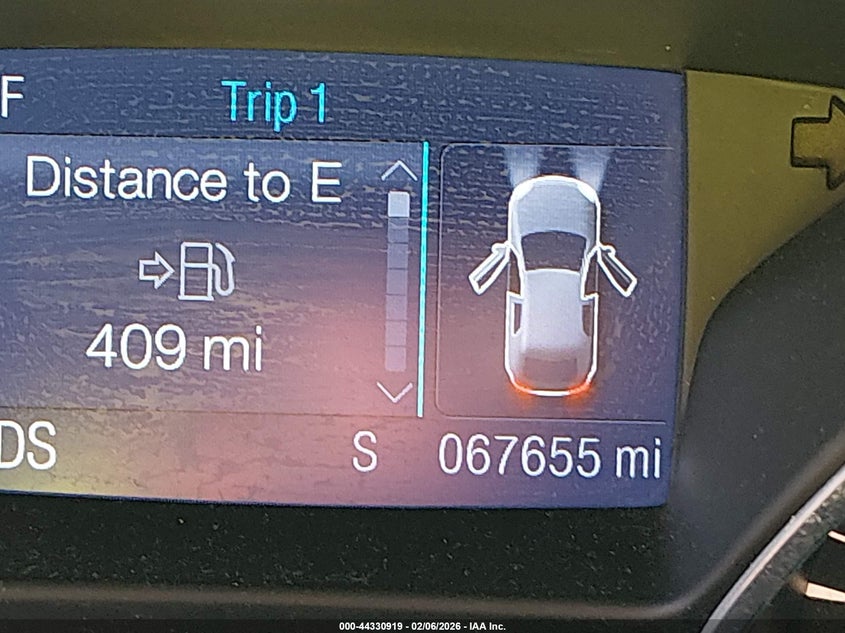 F
Trip 1
Distance to E
409 mi
DS
S
067655 mi
000-44330919 - 02/06/2026 - IAA Inc.